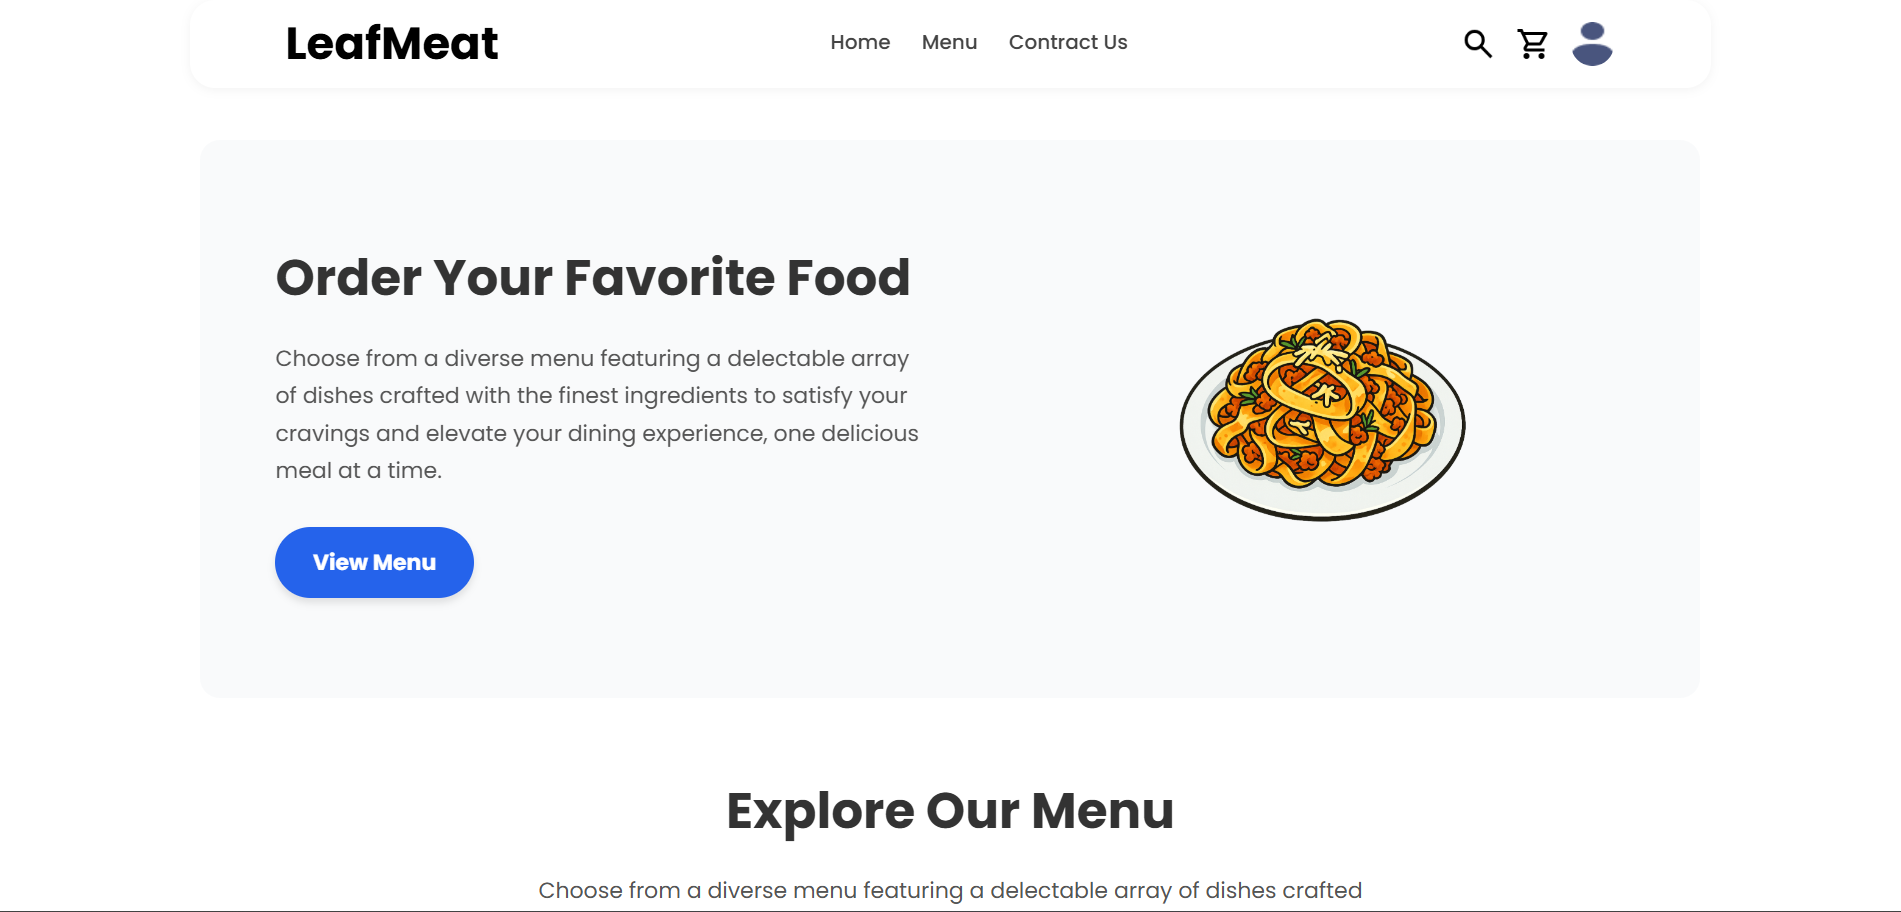 LeafMeat
Home
Menu
Contract Us
Order Your Favorite Food
Choose from a diverse menu featuring a delectable array
of dishes crafted with the finest ingredients to satisfy your
cravings and elevate your dining experience, one delicious
meal at a time.
View Menu
Explore Our Menu
Choose from a diverse menu featuring a delectable array of dishes crafted